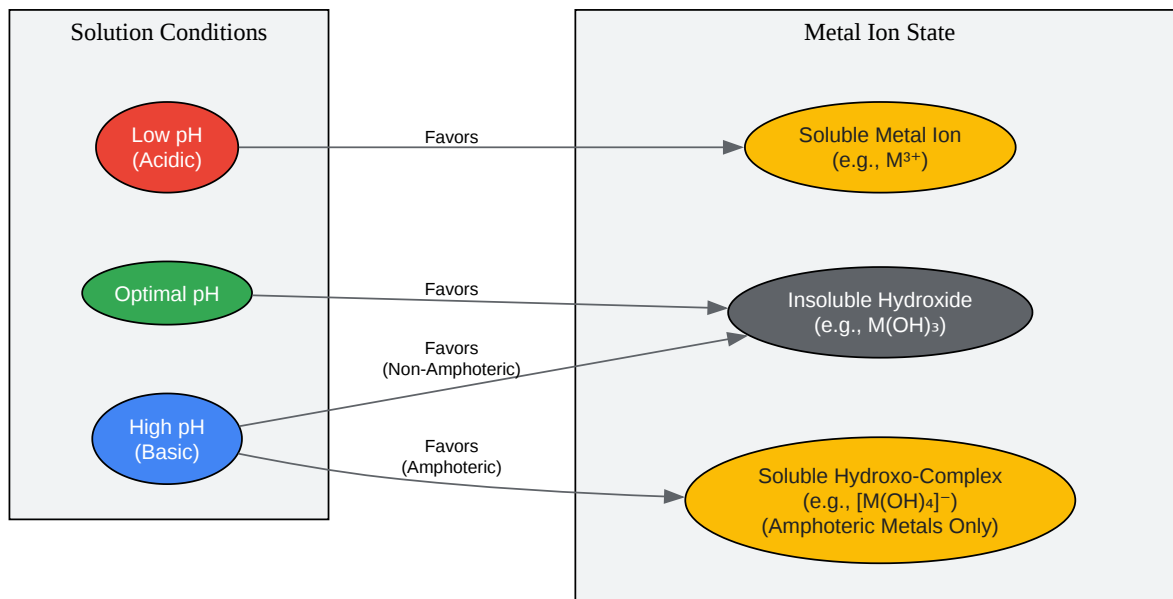 Solution Conditions
Metal Ion State
Low pH
(Acidic)
Favors
Soluble Metal Ion
(e.g., M³⁺)
Optimal pH
Favors
Insoluble Hydroxide
(e.g., M(OH)₃)
Favors
(Non-Amphoteric)
High pH
(Basic)
Favors
(Amphoteric)
Soluble Hydroxo-Complex
(e.g., [M(OH)₄]⁻)
(Amphoteric Metals Only)